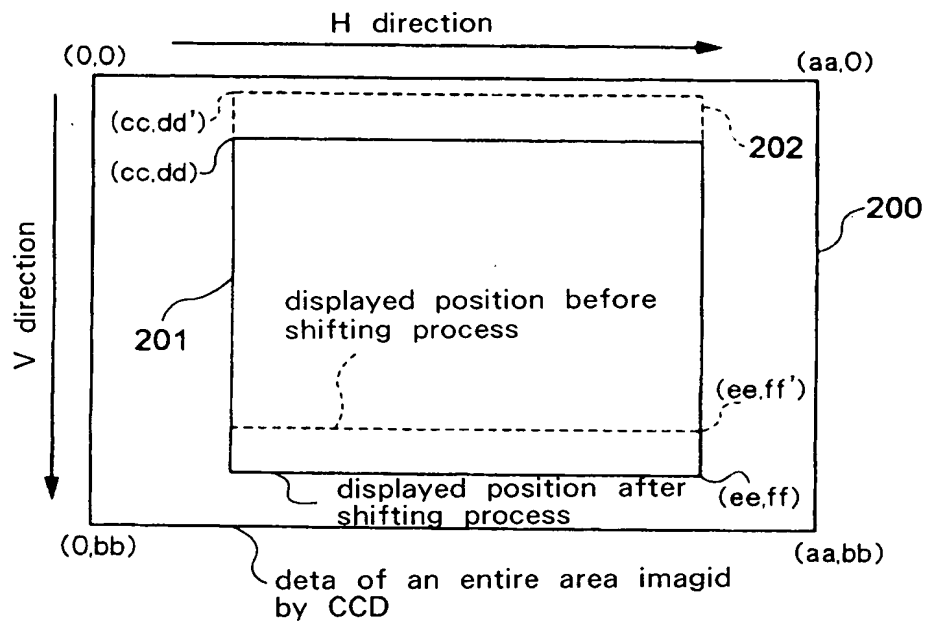 H direction
(0,0)
(aa,0)
(cc,dd')
202
(cc,dd)
200
V direction
displayed position before
shifting process
201
(ee,ff')
displayed position after
shifting process
(ee,ff)
(0,bb)
(aa,bb)
deta of an entire area imagid
by CCD